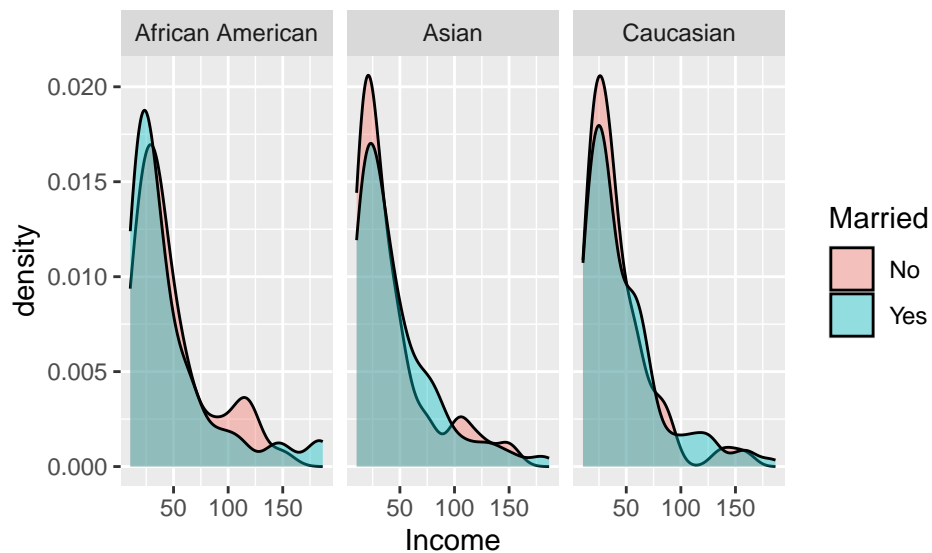 African American
Asian
Caucasian
0.020
0.015
0.010
0.005
0.000
density
50 100 150
50 100 150
50 100 150
Income
Married
No
Yes